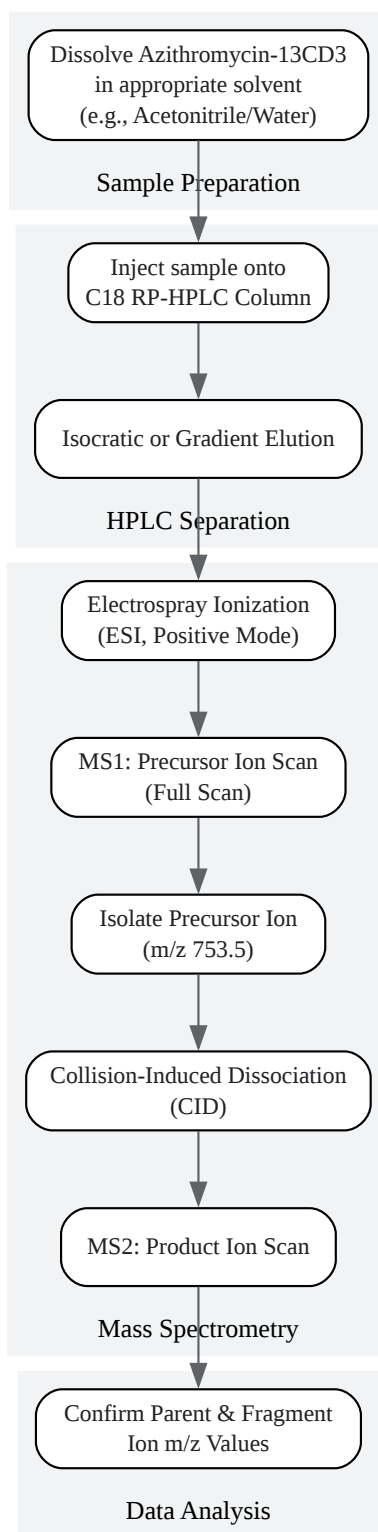 Dissolve Azithromycin-13CD3
in appropriate solvent
(e.g., Acetonitrile/Water)
Sample Preparation
Inject sample onto
C18 RP-HPLC Column
Isocratic or Gradient Elution
HPLC Separation
Electrospray Ionization
(ESI, Positive Mode)
MS1: Precursor Ion Scan
(Full Scan)
Isolate Precursor Ion
(m/z 753.5)
Collision-Induced Dissociation
(CID)
MS2: Product Ion Scan
Mass Spectrometry
Confirm Parent & Fragment
Ion m/z Values
Data Analysis